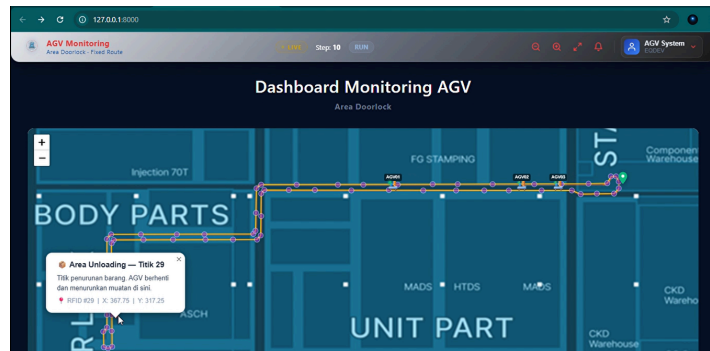 127.0.0.1:8000
AGV Monitoring
Area Doorlock · Fixed Route
LIVE
Step: 10
RUN
AGV System
EQDEV
Dashboard Monitoring AGV
Area Doorlock
+
−
Injection 70T
FG STAMPING
STA
Component
Warehouse
AGV01
AGV02
AGV03
BODY PARTS
Area Unloading — Titik 29
×
Titik penurunan barang. AGV berhenti
dan menurunkan muatan di sini.
RFID #29 | X: 367.75 | Y: 317.25
ASCH
MADS
HTDS
MADS
CKD
Wareho
UNIT PART
CKD
Warehouse